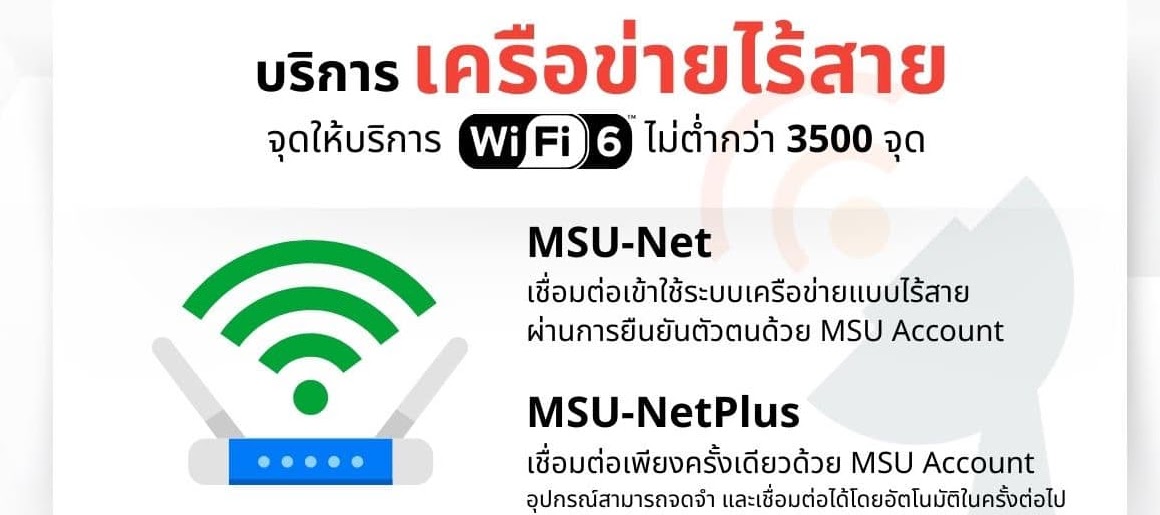 บริการ เครือข่ายไร้สาย
จุดให้บริการ Wi Fi 6™ ไม่ต่ำกว่า 3500 จุด
MSU-Net
เชื่อมต่อเข้าใช้ระบบเครือข่ายแบบไร้สาย
ผ่านการยืนยันตัวตนด้วย MSU Account
MSU-NetPlus
เชื่อมต่อเพียงครั้งเดียวด้วย MSU Account
อุปกรณ์สามารถจดจำ และเชื่อมต่อได้โดยอัตโนมัติในครั้งต่อไป